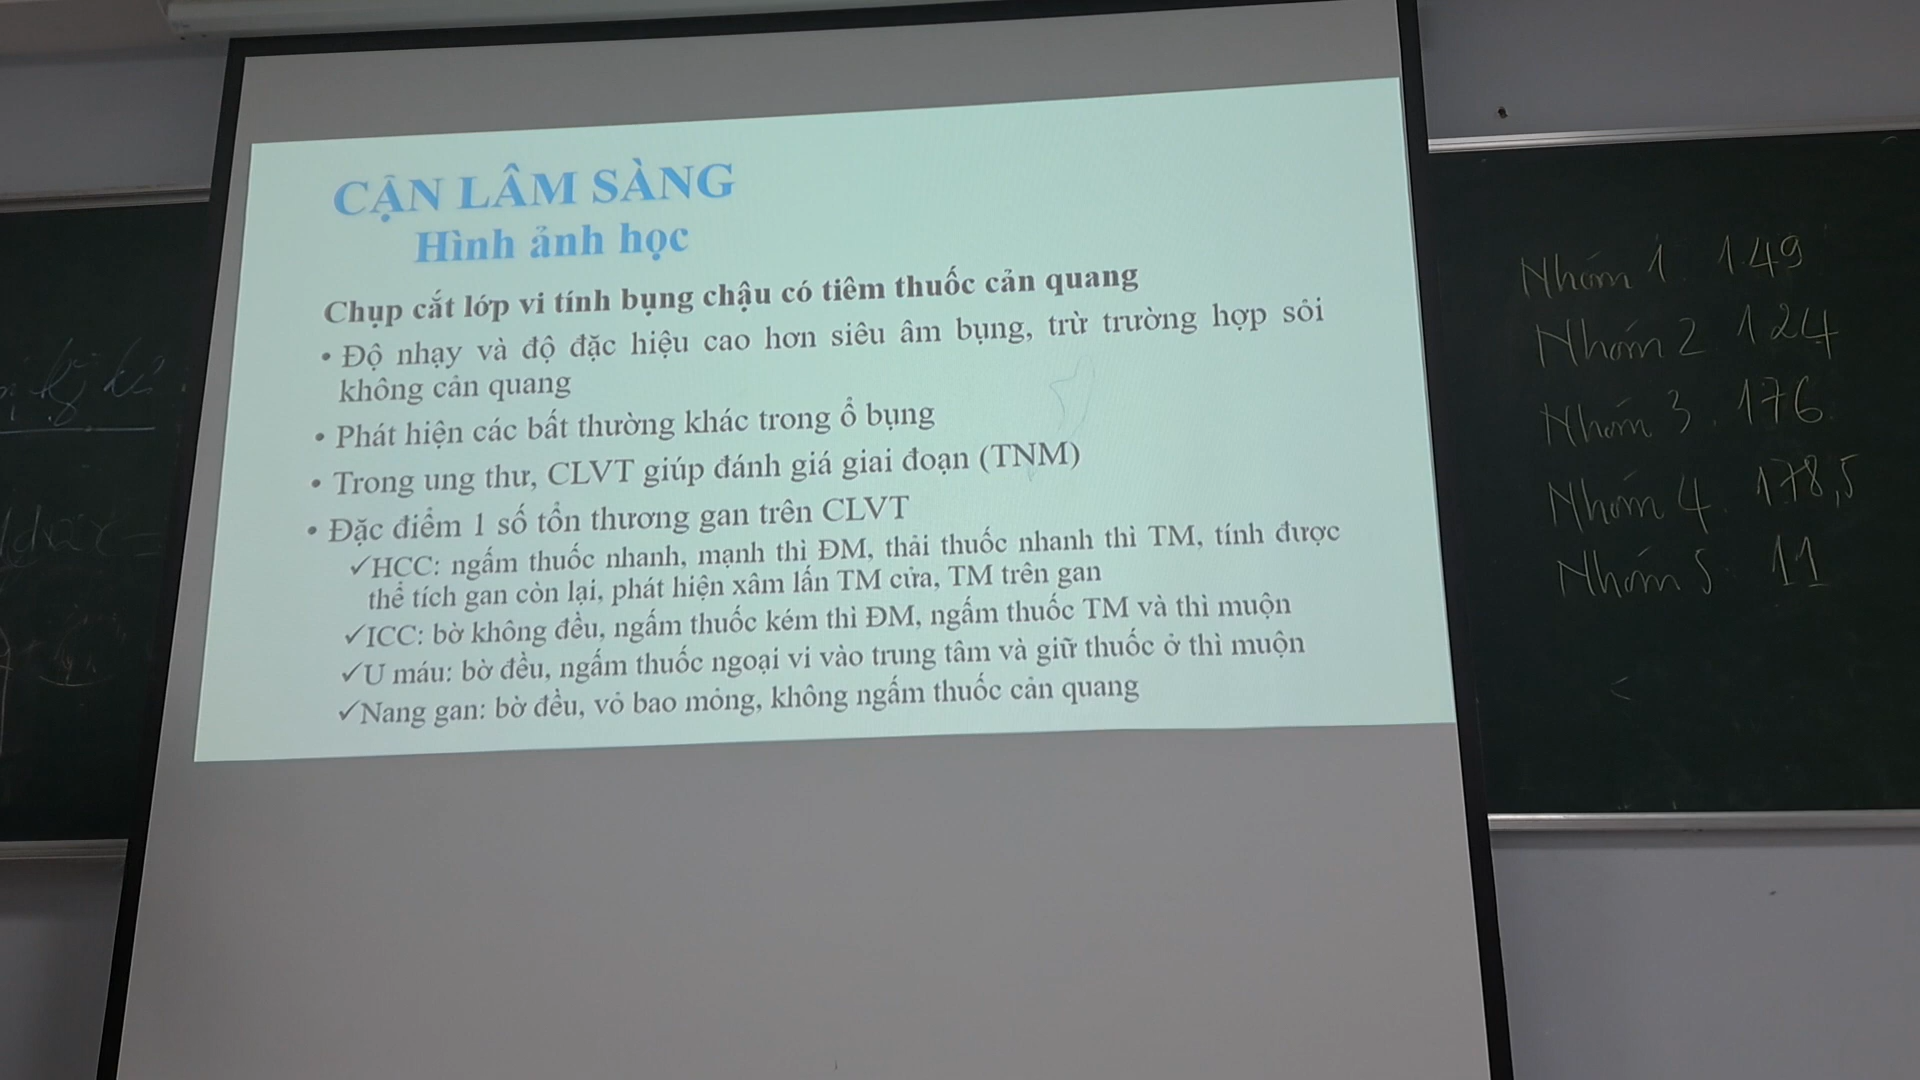 CẬN LÂM SÀNG
Hình ảnh học
Chụp cắt lớp vi tính bụng chậu có tiêm thuốc cản quang
• Độ nhạy và độ đặc hiệu cao hơn siêu âm bụng, trừ trường hợp sỏi
không cản quang
• Phát hiện các bất thường khác trong ổ bụng
• Trong ung thư, CLVT giúp đánh giá giai đoạn (TNM)
• Đặc điểm 1 số tổn thương gan trên CLVT
✓HCC: ngấm thuốc nhanh, mạnh thì ĐM, thải thuốc nhanh thì TM, tính được
thể tích gan còn lại, phát hiện xâm lấn TM cửa, TM trên gan
✓ICC: bờ không đều, ngấm thuốc kém thì ĐM, ngấm thuốc TM và thì muộn
✓U máu: bờ đều, ngấm thuốc ngoại vi vào trung tâm và giữ thuốc ở thì muộn
✓Nang gan: bờ đều, vỏ bao mỏng, không ngấm thuốc cản quang
Nhóm 1. 149
Nhóm 2 124
Nhóm 3. 176
Nhóm 4. 178,5
Nhóm 5 11